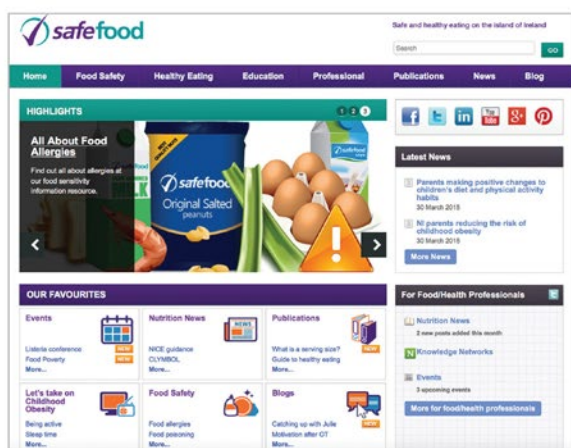 safefood
Safe and healthy eating on the island of Ireland
Search
GO
Home Food Safety Healthy Eating Education Professional Publications News Blog
HIGHLIGHTS
1 2 3
All About Food
Allergies
Find out all about allergies at
our food sensitivity
information resource.
safefood
MILK
safefood
Original Salted
peanuts
Latest News
Parents making positive changes to
children's diet and physical activity
habits
30 March 2015
NI parents reducing the risk of
childhood obesity
30 March 2015
More News
OUR FAVOURITES
Events
Listeria conference
Food Poverty
More...
NEW
NEW
Nutrition News
NEWS
NICE guidance
CLYMBOL
More...
Publications
What is a serving size?
Guide to healthy eating
More...
NEW
NEW
Let's take on
Childhood
Obesity
Being active
Sleep time
More...
Food Safety
Food allergies
Food poisoning
More...
Blogs
Catching up with Julie
Motivation after OT
More...
NEW
For Food/Health Professionals
Nutrition News
2 new posts added this month
Knowledge Networks
Events
3 upcoming events
More for food/health professionals